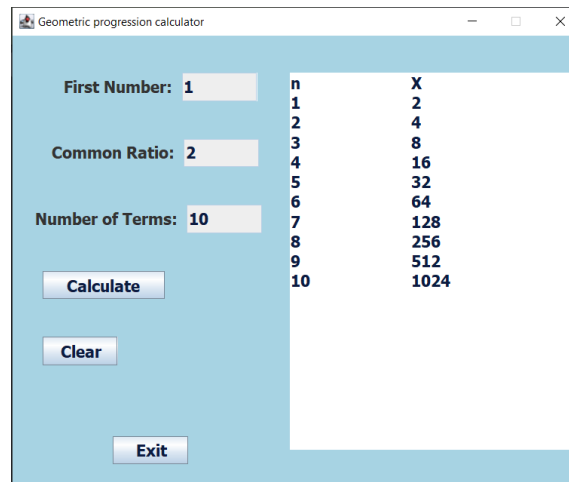 Geometric progression calculator
First Number: 1
Common Ratio: 2
Number of Terms: 10
Calculate
Clear
Exit
n X
1 2
2 4
3 8
4 16
5 32
6 64
7 128
8 256
9 512
10 1024